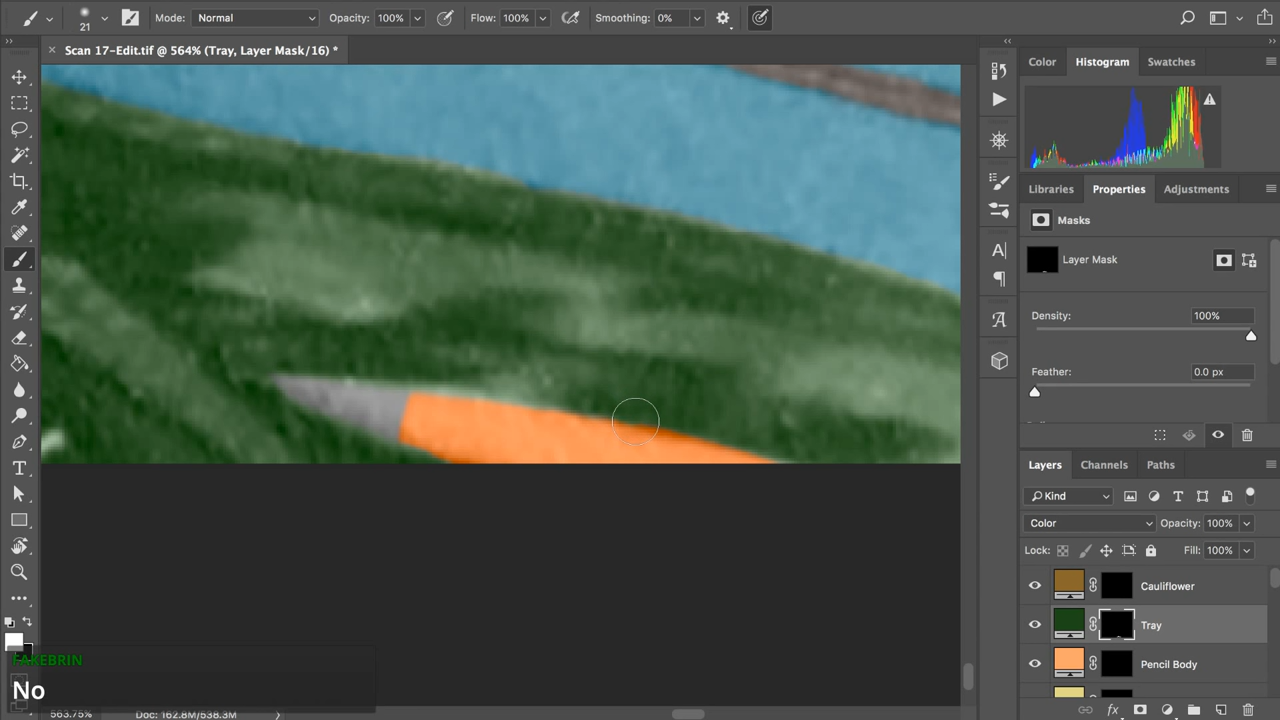 21
Mode: Normal
Opacity: 100%
Flow: 100%
Smoothing: 0%
Scan 17-Edit.tif @ 564% (Tray, Layer Mask/16) *
Color
Histogram
Swatches
Libraries
Properties
Adjustments
Masks
Layer Mask
Density: 100%
Feather: 0.0 px
Layers
Channels
Paths
Kind
Color
Opacity: 100%
Lock:
Fill: 100%
Cauliflower
Tray
Pencil Body
FAKEBRIN
No
563.75%
Doc: 162.8M/538.3M